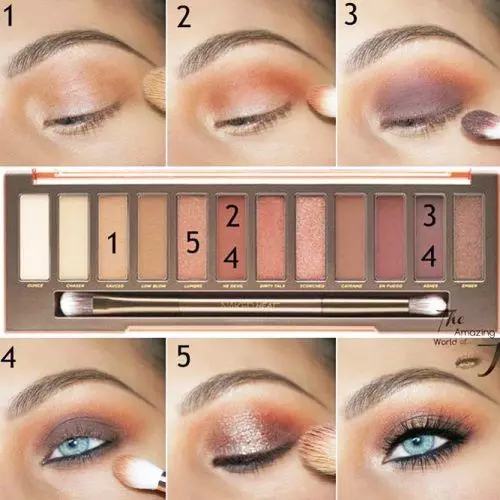 1
2
3
2
3
1
5
4
4
OUNCE
CHASER
SAUCED
LOW BLOW
LUMBRE
HE DEVIL
DIRTY TALK
SCORCHED
CAYENNE
EN FUEGO
ASHES
EMBER
NAKED HEAT
The
Amazing
World of...
J
4
5